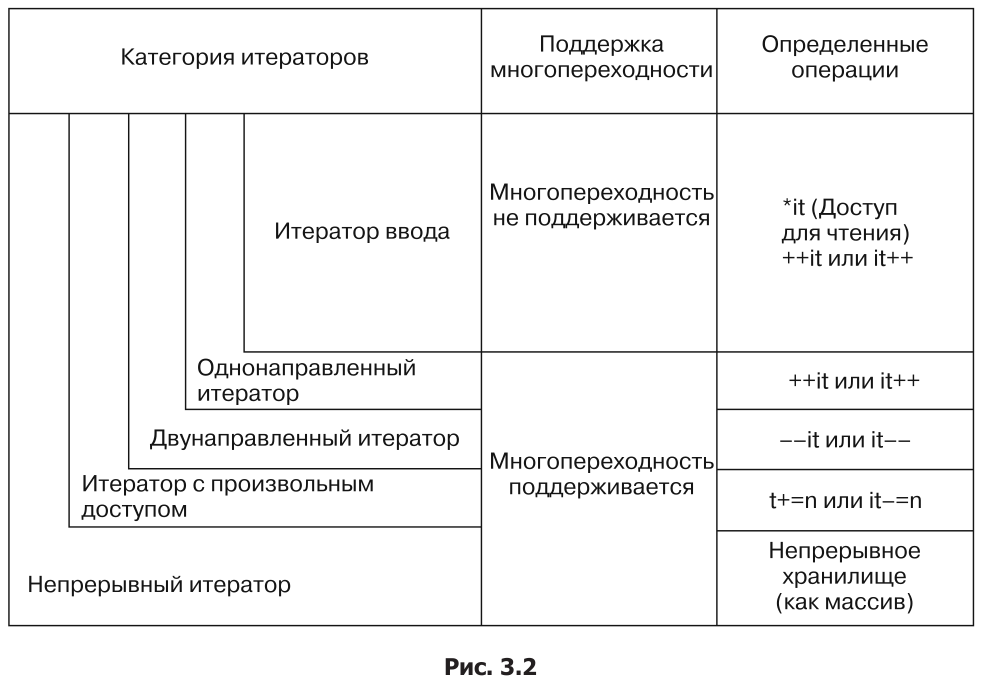 Категория итераторов
Поддержка
многопереходности
Определенные
операции
Итератор ввода
Многопереходность
не поддерживается
*it (Доступ
для чтения)
++it или it++
Однонаправленный
итератор
++it или it++
Двунаправленный итератор
−−it или it−−
Многопереходность
поддерживается
Итератор с произвольным
доступом
t+=n или it−=n
Непрерывный итератор
Непрерывное
хранилище
(как массив)
Рис. 3.2